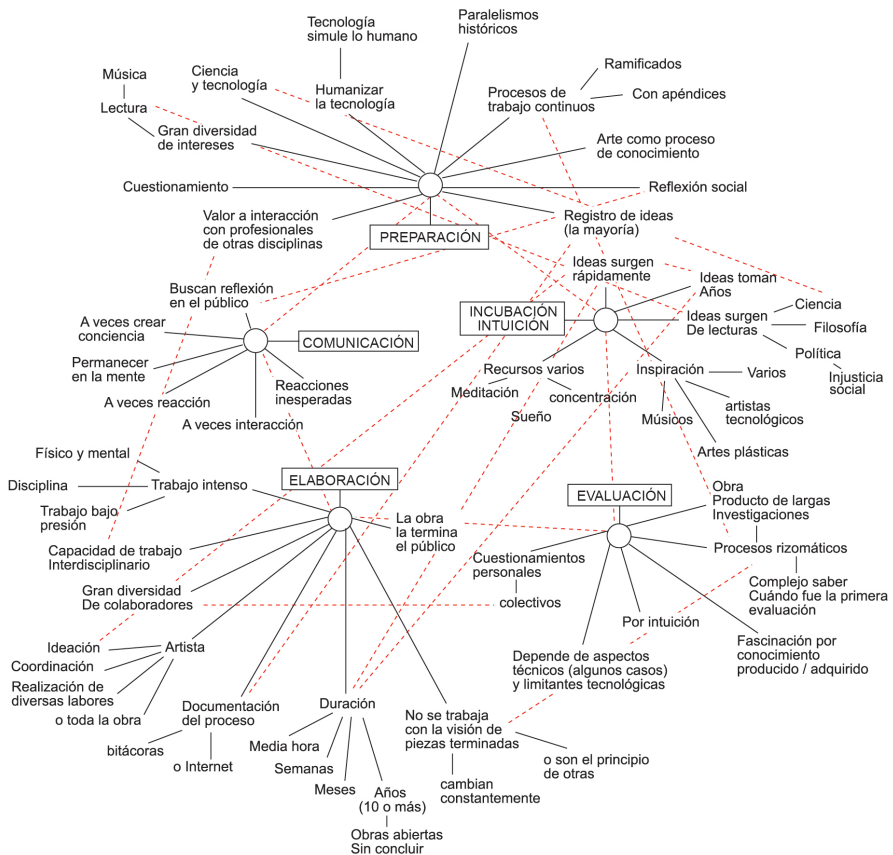 Tecnología
simule lo humano
Paralelismos
históricos
Música
Ciencia
y tecnología
Humanizar
la tecnología
Ramificados
Procesos de
trabajo continuos
Con apéndices
Lectura
Gran diversidad
de intereses
Arte como proceso
de conocimiento
Cuestionamiento
Reflexión social
Valor a interacción
con profesionales
de otras disciplinas
PREPARACIÓN
Registro de ideas
(la mayoría)
Ideas surgen
rápidamente
Ideas toman
Años
Buscan reflexión
en el público
INCUBACIÓN
INTUICIÓN
Ideas surgen
De lecturas
Ciencia
Filosofía
Política
Injusticia
social
A veces crear
conciencia
COMUNICACIÓN
Permanecer
en la mente
Reacciones
inesperadas
A veces reacción
A veces interacción
Recursos varios
Meditación
concentración
Sueño
Inspiración
Varios
Músicos
artistas
tecnológicos
Artes plásticas
Físico y mental
Disciplina
Trabajo intenso
Trabajo bajo
presión
ELABORACIÓN
EVALUACIÓN
Obra
Producto de largas
Investigaciones
La obra
la termina
el público
Capacidad de trabajo
Interdisciplinario
Cuestionamientos
personales
colectivos
Procesos rizomáticos
Complejo saber
Cuándo fue la primera
evaluación
Gran diversidad
De colaboradores
Por intuición
Fascinación por
conocimiento
producido / adquirido
Depende de aspectos
técnicos (algunos casos)
y limitantes tecnológicas
Ideación
Artista
Coordinación
Realización de
diversas labores
o toda la obra
Documentación
del proceso
bitácoras
o Internet
Duración
Media hora
Semanas
Meses
Años
(10 o más)
Obras abiertas
Sin concluir
No se trabaja
con la visión de
piezas terminadas
o son el principio
de otras
cambian
constantemente